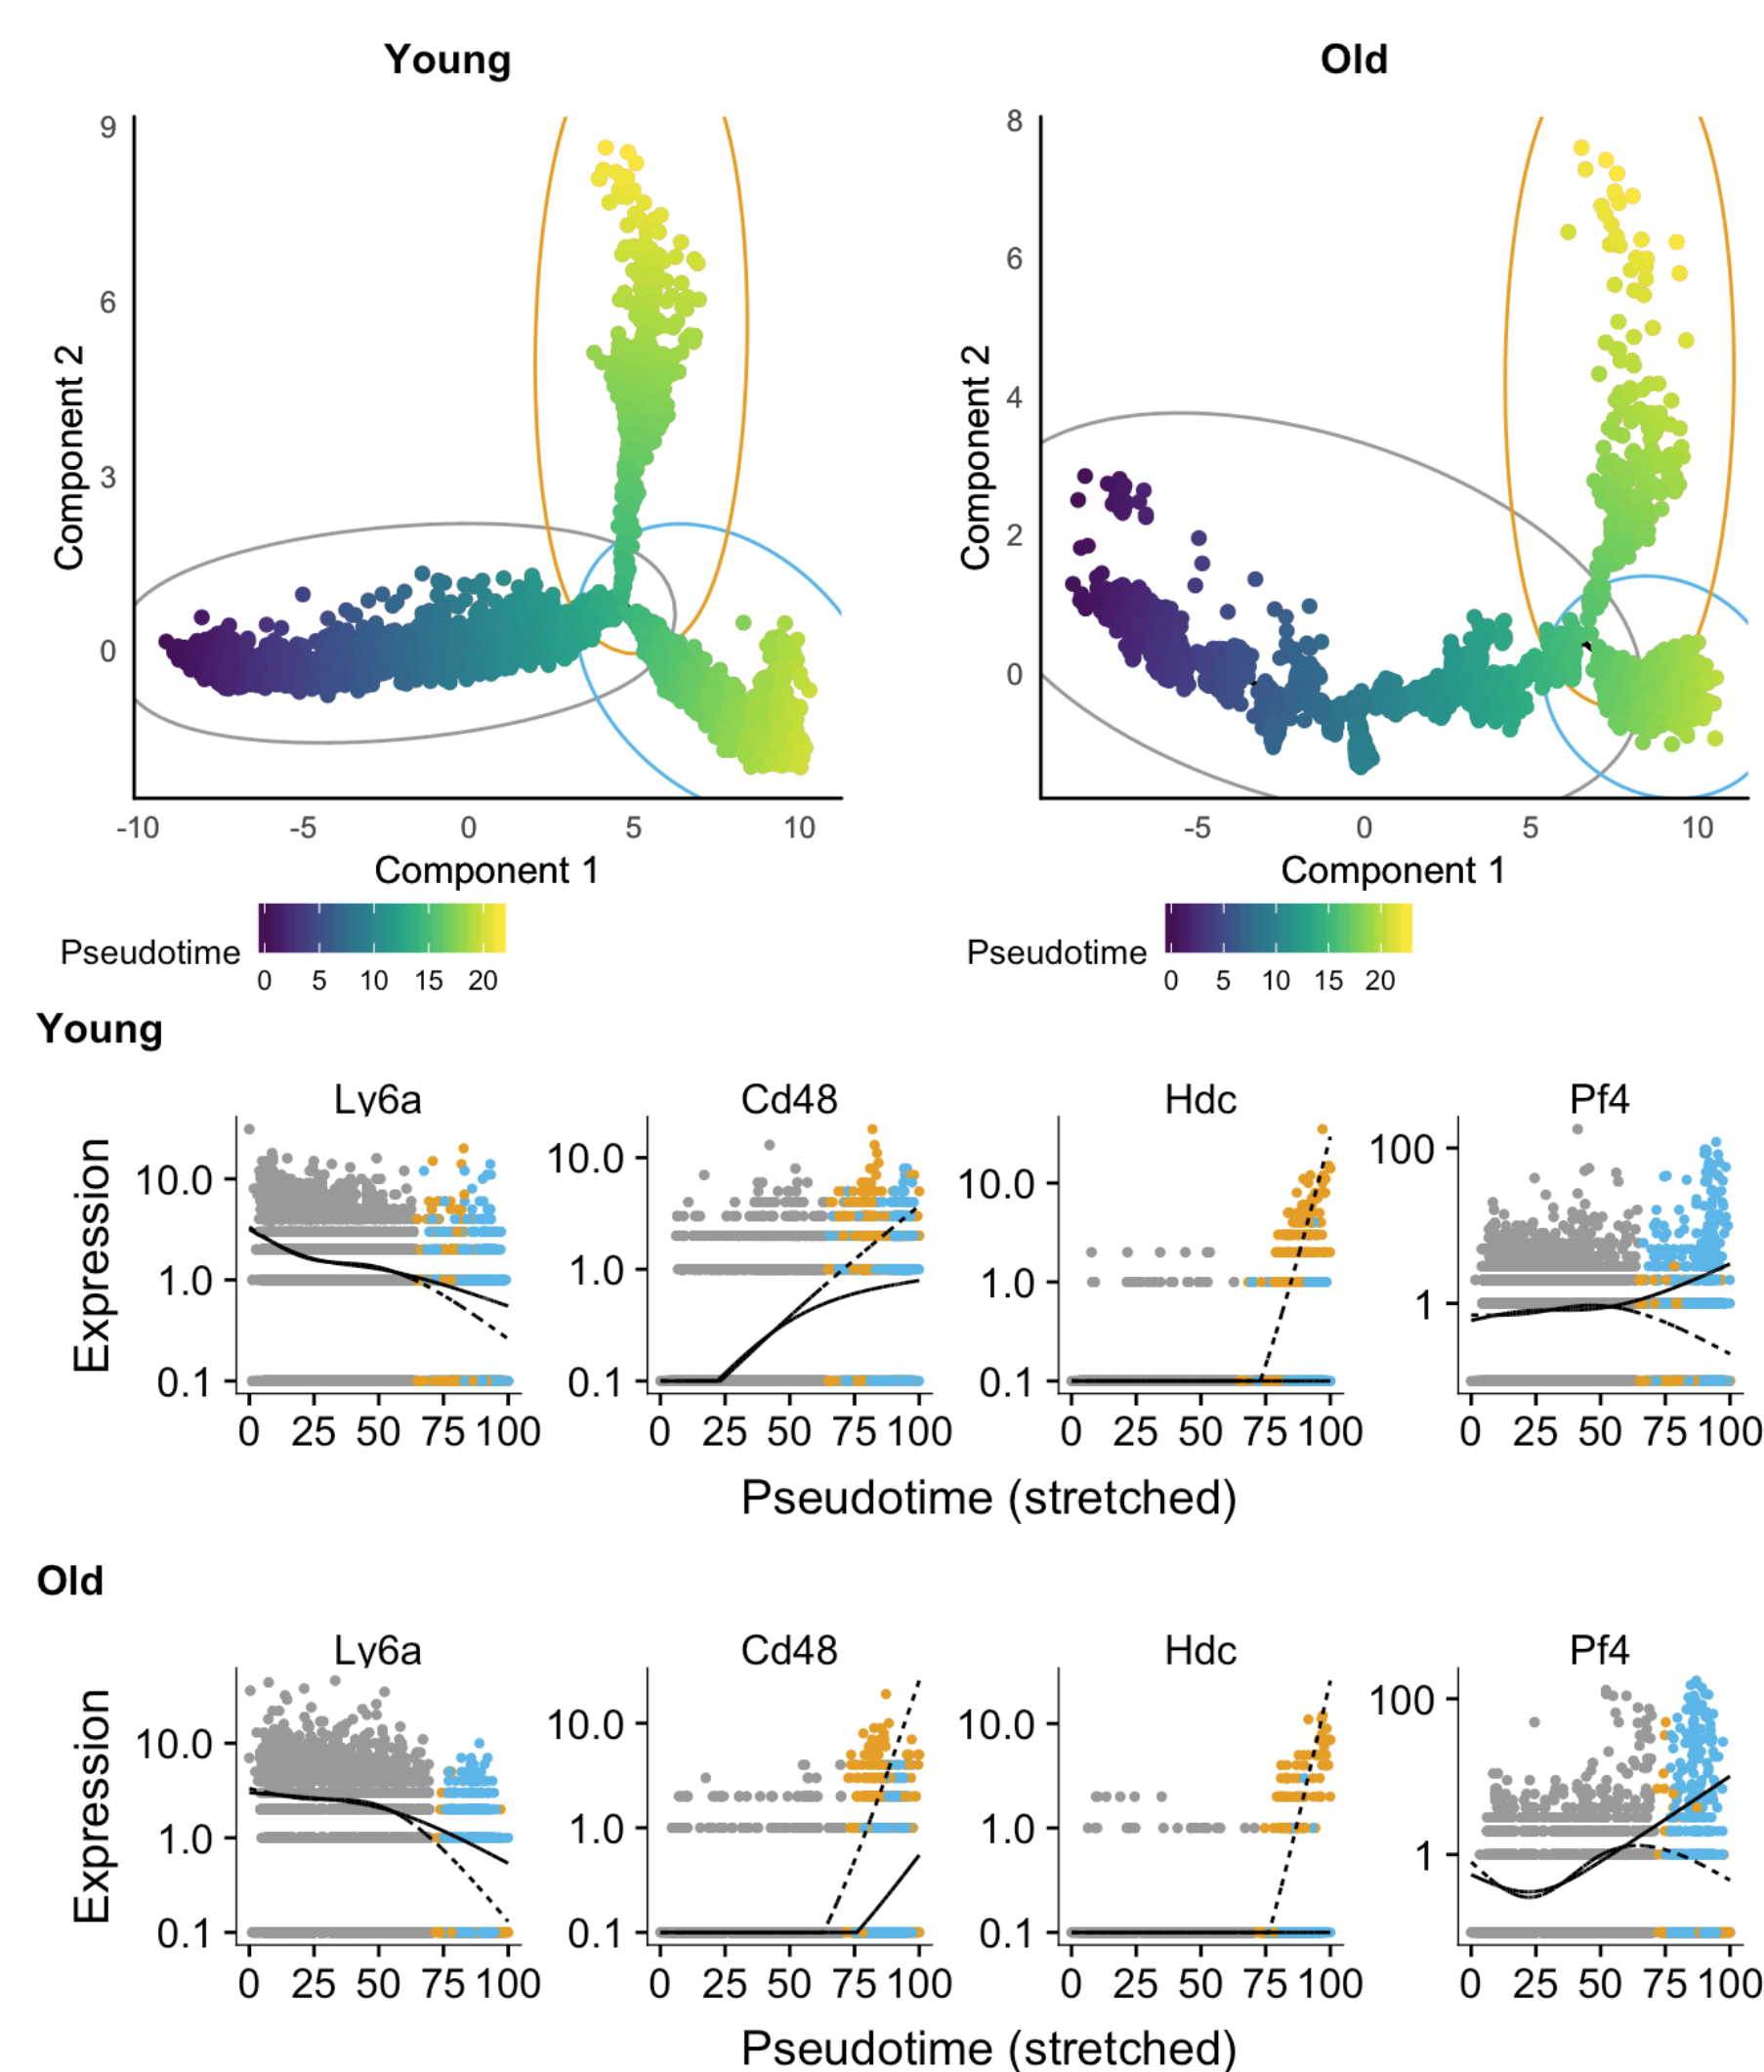 Young
Old
9
6
3
0
Component 2
-10 -5 0 5 10
Component 1
Pseudotime
0 5 10 15 20
8
6
4
2
0
Component 2
-5 0 5 10
Component 1
Pseudotime
0 5 10 15 20
Young
Expression
Ly6a
10.0
1.0
0.1
0 25 50 75 100
Cd48
10.0
1.0
0.1
0 25 50 75 100
Hdc
10.0
1.0
0.1
0 25 50 75 100
Pf4
100
1
0 25 50 75 100
Pseudotime (stretched)
Old
Expression
Ly6a
10.0
1.0
0.1
0 25 50 75 100
Cd48
10.0
1.0
0.1
0 25 50 75 100
Hdc
10.0
1.0
0.1
0 25 50 75 100
Pf4
100
1
0 25 50 75 100
Pseudotime (stretched)